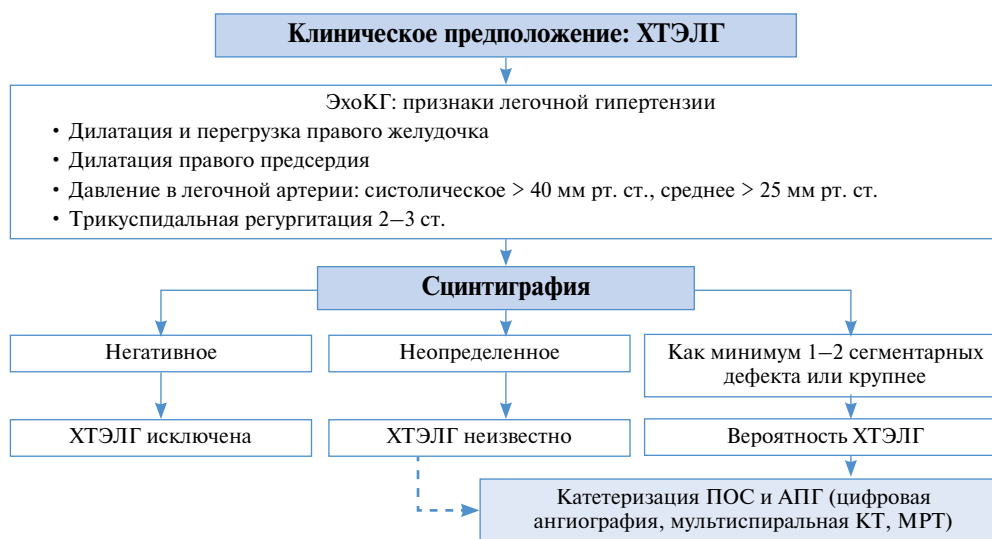 Клиническое предположение: ХТЭЛГ
ЭхоКГ: признаки легочной гипертензии
• Дилатация и перегрузка правого желудочка
• Дилатация правого предсердия
• Давление в легочной артерии: систолическое > 40 мм рт. ст., среднее > 25 мм рт. ст.
• Трикуспидальная регургитация 2–3 ст.
Сцинтиграфия
Негативное
Неопределенное
Как минимум 1–2 сегментарных
дефекта или крупнее
ХТЭЛГ исключена
ХТЭЛГ неизвестно
Вероятность ХТЭЛГ
Катетеризация ПОС и АПГ (цифровая
ангиография, мультиспиральная КТ, МРТ)